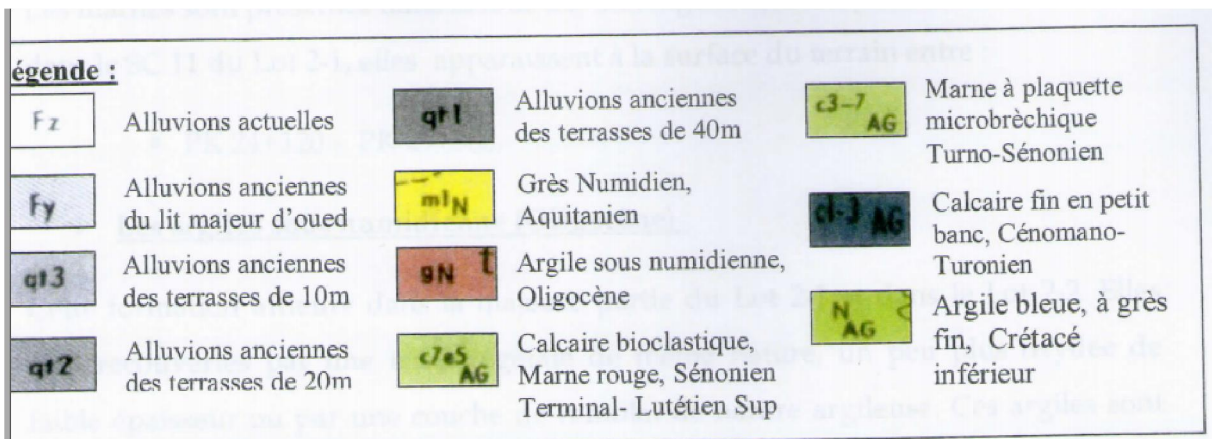 égende :
Fz
Alluvions actuelles
Fy
Alluvions anciennes
du lit majeur d'oued
qt3
Alluvions anciennes
des terrasses de 10m
qt2
Alluvions anciennes
des terrasses de 20m
qt1
Alluvions anciennes
des terrasses de 40m
m1N
Grès Numidien,
Aquitanien
gN t
Argile sous numidienne,
Oligocène
c7e5
AG
Calcaire bioclastique,
Marne rouge, Sénonien
Terminal- Lutétien Sup
c3-7
AG
Marne à plaquette
microbrèchique
Turno-Sénonien
c1-3 AG
Calcaire fin en petit
banc, Cénomano-
Turonien
N
AG
Argile bleue, à grès
fin, Crétacé
inférieur